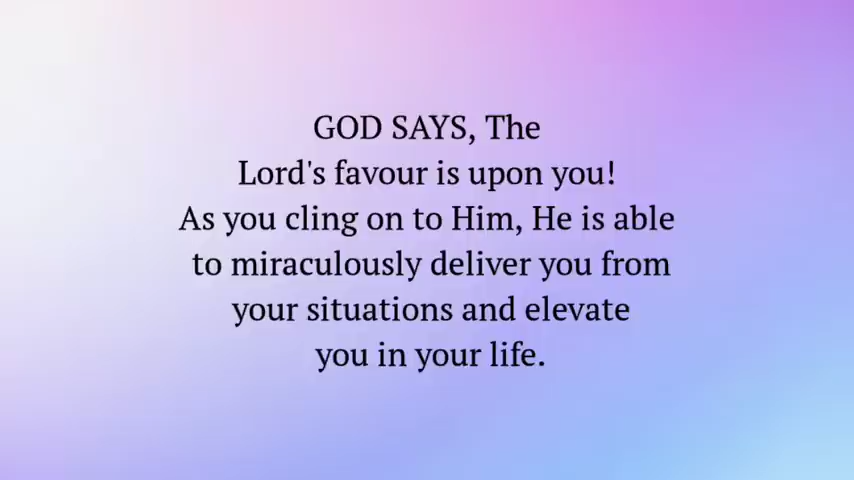 GOD SAYS, The
Lord's favour is upon you!
As you cling on to Him, He is able
to miraculously deliver you from
your situations and elevate
you in your life.